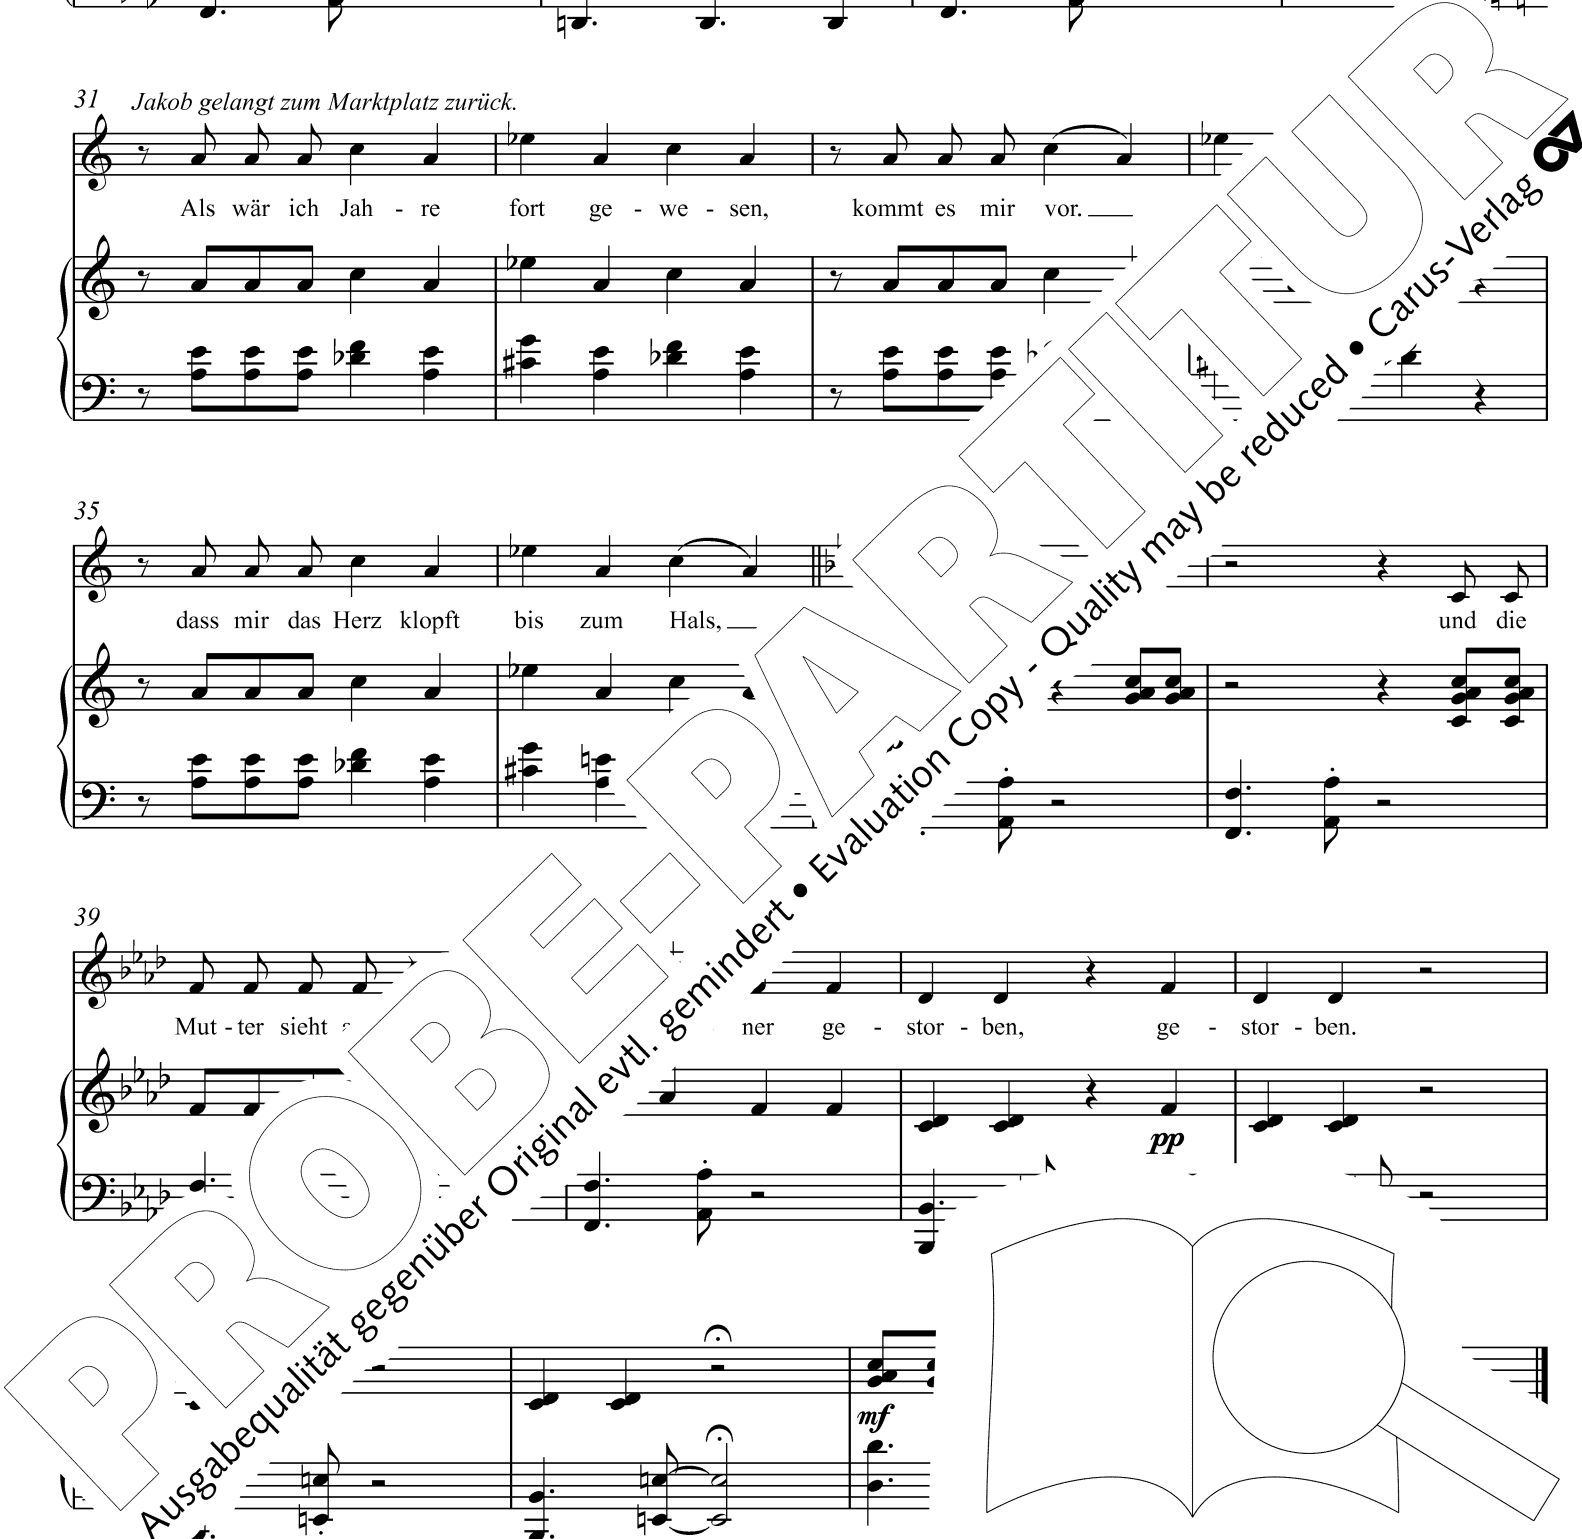 31 Jakob gelangt zum Marktplatz zurück.
Als wär ich Jah - re fort ge - we - sen, kommt es mir vor.
35
dass mir das Herz klopft bis zum Hals, und die
39
Mut - ter sieht ner ge - stor - ben, ge - stor - ben.
pp
mf
PROBE-PARTITUR
Ausgabequalität gegenüber Original evtl. gemindert • Evaluation Copy - Quality may be reduced • Carus-Verlag